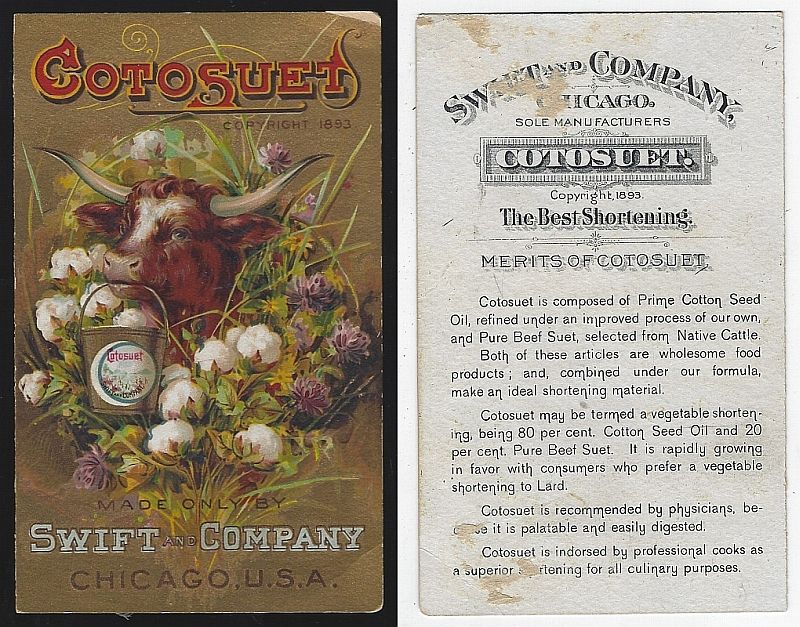 COTOSUET
COPYRIGHT 1893
Cotosuet
MADE ONLY BY
SWIFT AND COMPANY
CHICAGO, U.S.A.
SWIFT AND COMPANY,
CHICAGO.
SOLE MANUFACTURERS
COTOSUET.
Copyright, 1893.
The Best Shortening.
MERITS OF COTOSUET
Cotosuet is composed of Prime Cotton Seed
Oil, refined under an improved process of our own,
and Pure Beef Suet, selected from Native Cattle.
Both of these articles are wholesome food
products; and, combined under our formula,
make an ideal shortening material.
Cotosuet may be termed a vegetable shorten-
ing, being 80 per cent. Cotton Seed Oil and 20
per cent. Pure Beef Suet. It is rapidly growing
in favor with consumers who prefer a vegetable
shortening to Lard.
Cotosuet is recommended by physicians, be-
it is palatable and easily digested.
Cotosuet is indorsed by professional cooks as
a superior for all culinary purposes.